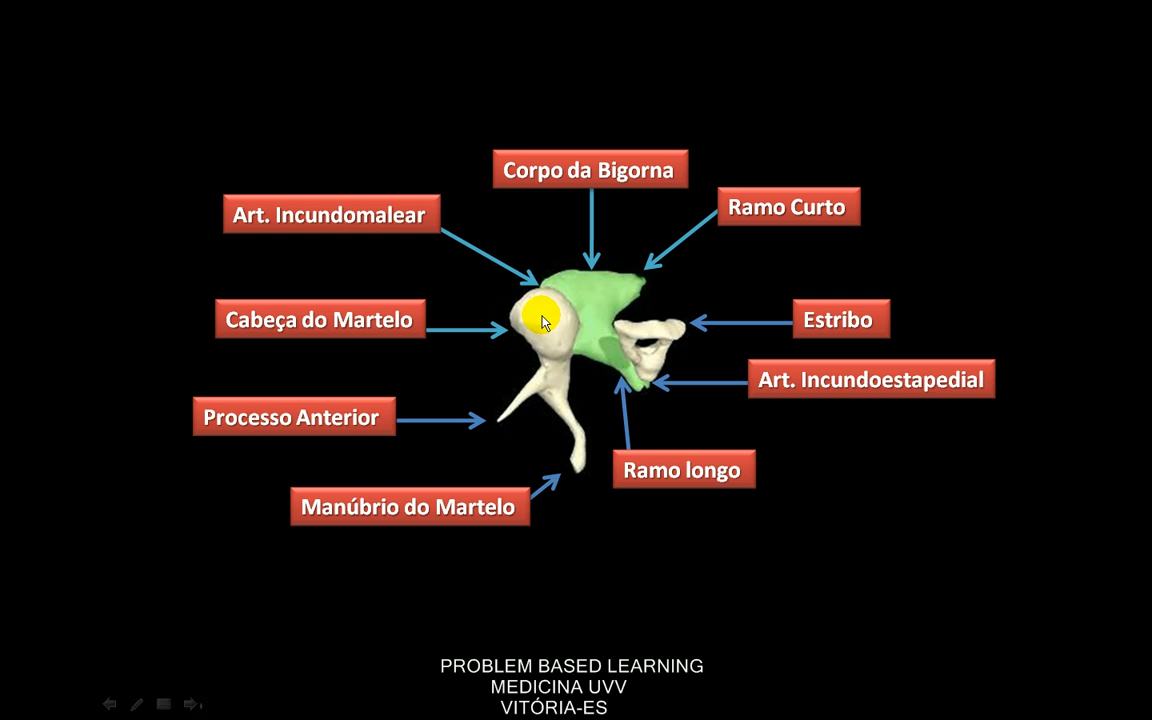 Corpo da Bigorna
Ramo Curto
Art. Incundomalear
Cabeça do Martelo
Estribo
Art. Incundoestapedial
Processo Anterior
Ramo longo
Manúbrio do Martelo
PROBLEM BASED LEARNING
MEDICINA UVV
VITÓRIA-ES